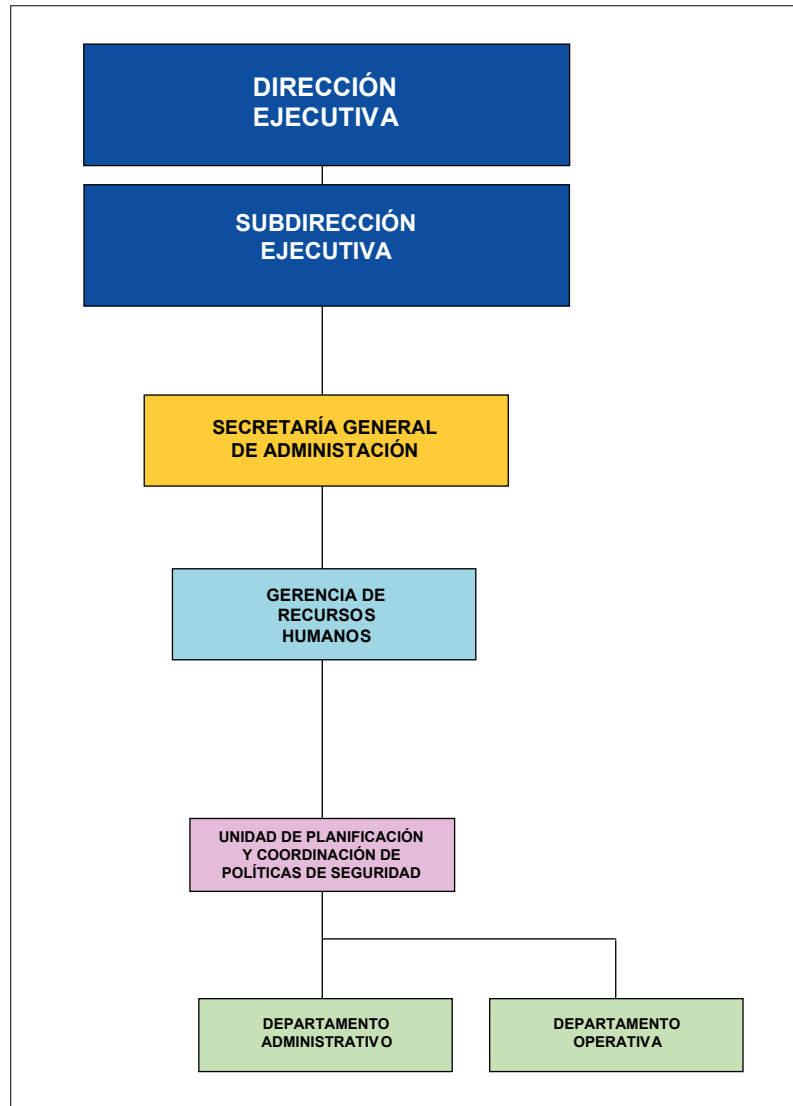 DIRECCIÓN
EJECUTIVA
SUBDIRECCIÓN
EJECUTIVA
SECRETARÍA GENERAL
DE ADMINISTACIÓN
GERENCIA DE
RECURSOS
HUMANOS
UNIDAD DE PLANIFICACIÓN
Y COORDINACIÓN DE
POLÍTICAS DE SEGURIDAD
DEPARTAMENTO
ADMINISTRATIVO
DEPARTAMENTO
OPERATIVA